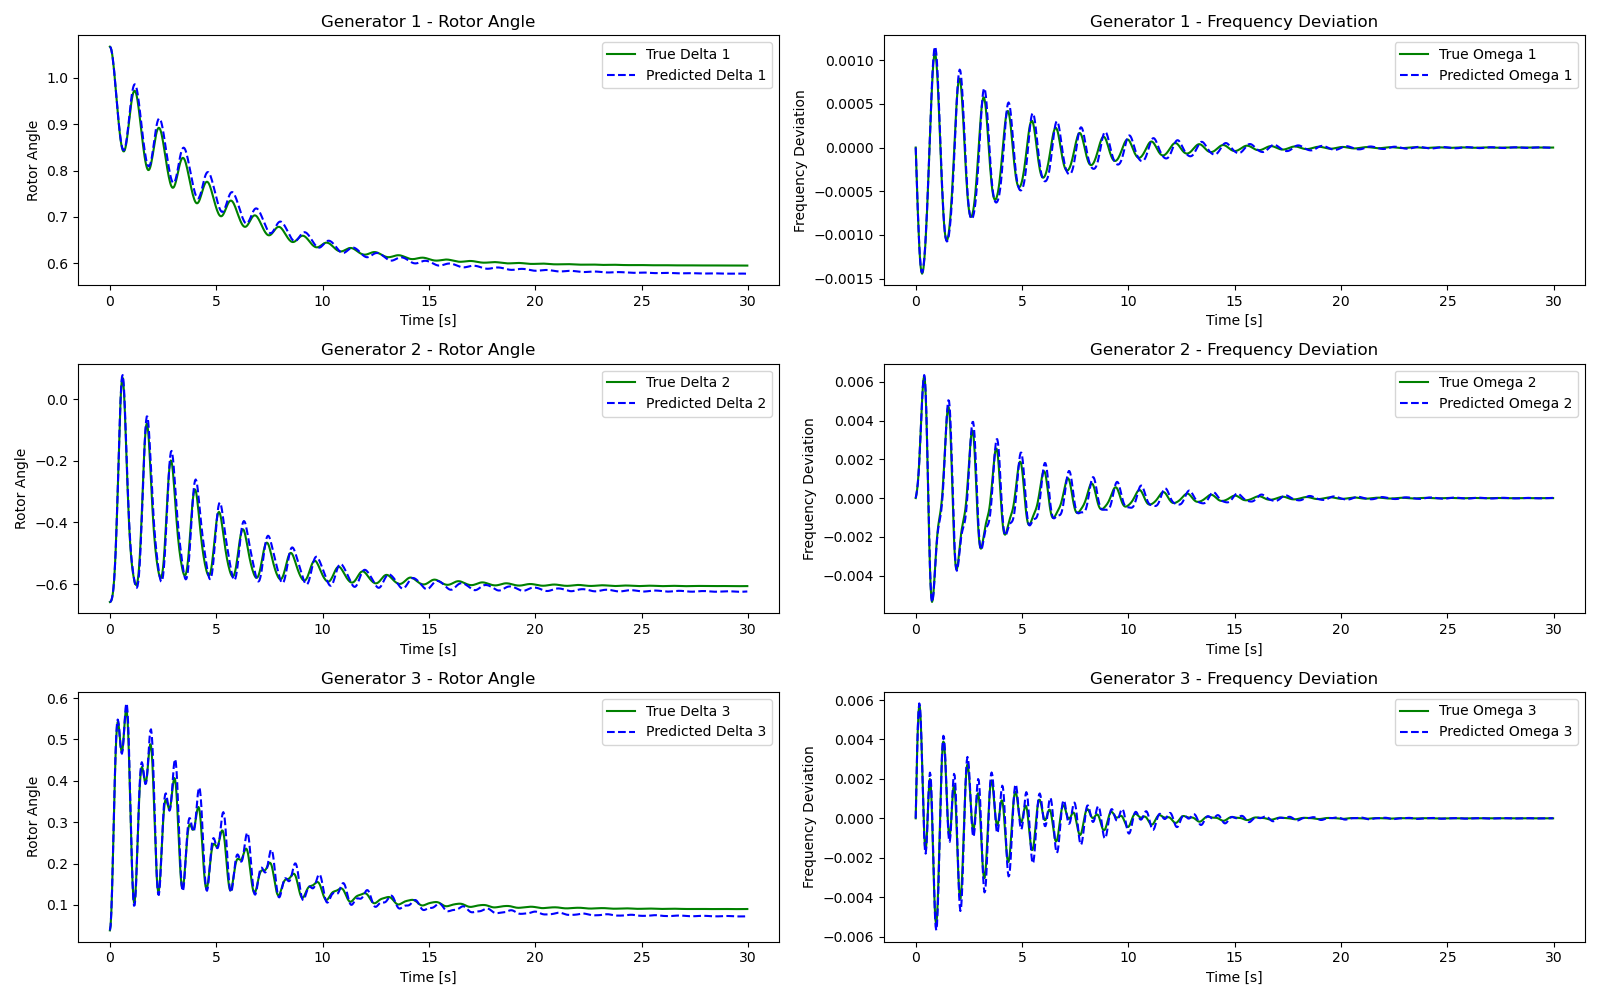 Generator 1 - Rotor Angle
Rotor Angle
1.0
0.9
0.8
0.7
0.6
True Delta 1
Predicted Delta 1
0 5 10 15 20 25 30
Time [s]
Generator 1 - Frequency Deviation
Frequency Deviation
0.0010
0.0005
0.0000
−0.0005
−0.0010
−0.0015
True Omega 1
Predicted Omega 1
0 5 10 15 20 25 30
Time [s]
Generator 2 - Rotor Angle
Rotor Angle
0.0
−0.2
−0.4
−0.6
True Delta 2
Predicted Delta 2
0 5 10 15 20 25 30
Time [s]
Generator 2 - Frequency Deviation
Frequency Deviation
0.006
0.004
0.002
0.000
−0.002
−0.004
True Omega 2
Predicted Omega 2
0 5 10 15 20 25 30
Time [s]
Generator 3 - Rotor Angle
Rotor Angle
0.6
0.5
0.4
0.3
0.2
0.1
True Delta 3
Predicted Delta 3
0 5 10 15 20 25 30
Time [s]
Generator 3 - Frequency Deviation
Frequency Deviation
0.006
0.004
0.002
0.000
−0.002
−0.004
−0.006
True Omega 3
Predicted Omega 3
0 5 10 15 20 25 30
Time [s]